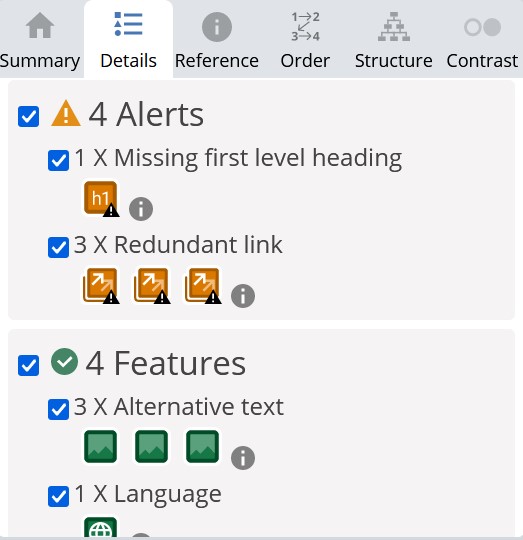 1→2
3→4
Summary Details Reference Order Structure Contrast
4 Alerts
1 X Missing first level heading
h1
3 X Redundant link
4 Features
3 X Alternative text
1 X Language